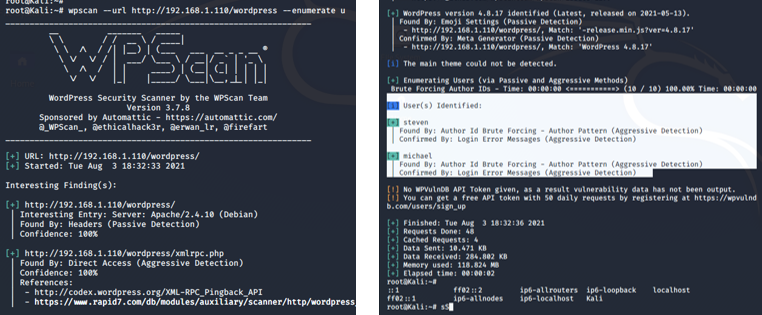 root@Kali:~#
root@Kali:~# wpscan --url http://192.168.1.110/wordpress --enumerate u
WPScan ®
WordPress Security Scanner by the WPScan Team
Version 3.7.8
Sponsored by Automattic - https://automattic.com/
@_WPScan_, @ethicalhack3r, @erwan_lr, @firefart
[+] URL: http://192.168.1.110/wordpress/
[+] Started: Tue Aug  3 18:32:33 2021
Interesting Finding(s):
[+] http://192.168.1.110/wordpress/
| Interesting Entry: Server: Apache/2.4.10 (Debian)
| Found By: Headers (Passive Detection)
| Confidence: 100%
[+] http://192.168.1.110/wordpress/xmlrpc.php
| Found By: Direct Access (Aggressive Detection)
| Confidence: 100%
| References:
|  - http://codex.wordpress.org/XML-RPC_Pingback_API
|  - https://www.rapid7.com/db/modules/auxiliary/scanner/http/wordpress_
[+] WordPress version 4.8.17 identified (Latest, released on 2021-05-13).
| Found By: Emoji Settings (Passive Detection)
|  - http://192.168.1.110/wordpress/, Match: '-release.min.js?ver=4.8.17'
| Confirmed By: Meta Generator (Passive Detection)
|  - http://192.168.1.110/wordpress/, Match: 'WordPress 4.8.17'
[i] The main theme could not be detected.
[+] Enumerating Users (via Passive and Aggressive Methods)
Brute Forcing Author IDs - Time: 00:00:00 <===========> (10 / 10) 100.00% Time: 00:00:00
[i] User(s) Identified:
[+] steven
| Found By: Author Id Brute Forcing - Author Pattern (Aggressive Detection)
| Confirmed By: Login Error Messages (Aggressive Detection)
[+] michael
| Found By: Author Id Brute Forcing - Author Pattern (Aggressive Detection)
| Confirmed By: Login Error Messages (Aggressive Detection)
[!] No WPVulnDB API Token given, as a result vulnerability data has not been output.
[!] You can get a free API token with 50 daily requests by registering at https://wpvulnd
b.com/users/sign_up
[+] Finished: Tue Aug  3 18:32:36 2021
[+] Requests Done: 48
[+] Cached Requests: 4
[+] Data Sent: 10.471 KB
[+] Data Received: 284.802 KB
[+] Memory used: 118.824 MB
[+] Elapsed time: 00:00:02
root@Kali:~#
::1 ff02::2 ip6-allrouters ip6-loopback localhost
ff02::1 ip6-allnodes ip6-localhost Kali
root@Kali:~# sS